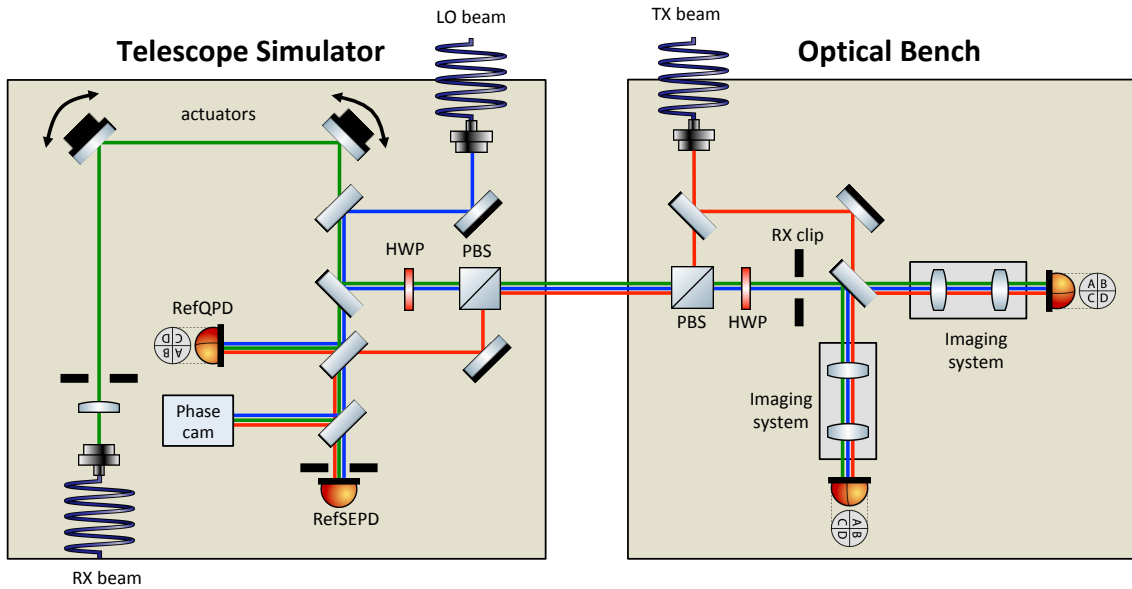 LO beam
TX beam
Telescope Simulator
Optical Bench
actuators
RX clip
HWP
PBS
RefQPD
A B
C D
PBS
HWP
A B
C D
Imaging
system
Imaging
system
Phase
cam
RefSEPD
A B
C D
RX beam